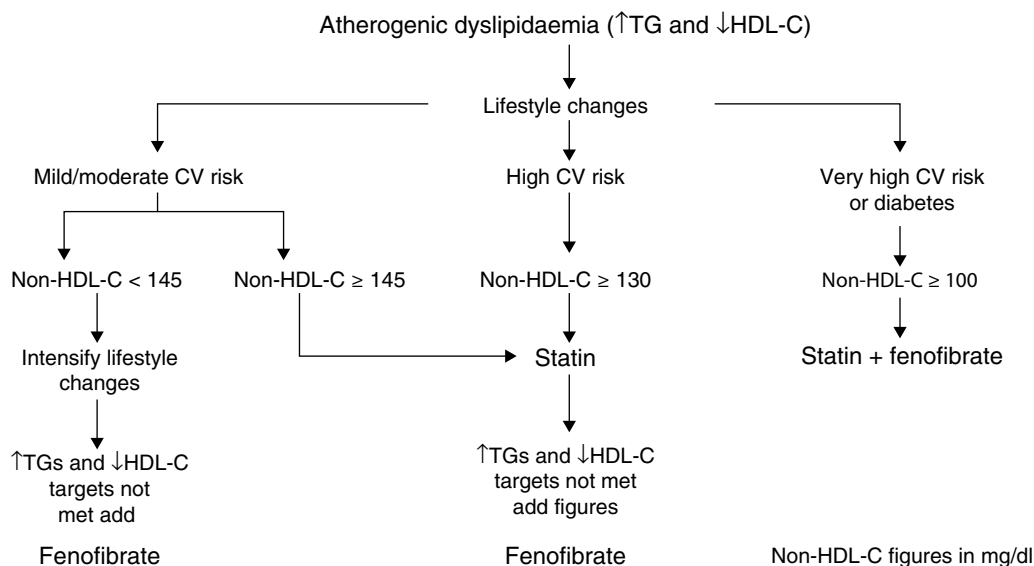 Atherogenic dyslipidaemia (↑TG and ↓HDL-C)
Lifestyle changes
Mild/moderate CV risk
High CV risk
Very high CV risk
or diabetes
Non-HDL-C < 145
Non-HDL-C ≥ 145
Non-HDL-C ≥ 130
Non-HDL-C ≥ 100
Intensify lifestyle
changes
Statin
Statin + fenofibrate
↑TGs and ↓HDL-C
targets not
met add
↑TGs and ↓HDL-C
targets not met
add figures
Fenofibrate
Fenofibrate
Non-HDL-C figures in mg/dl